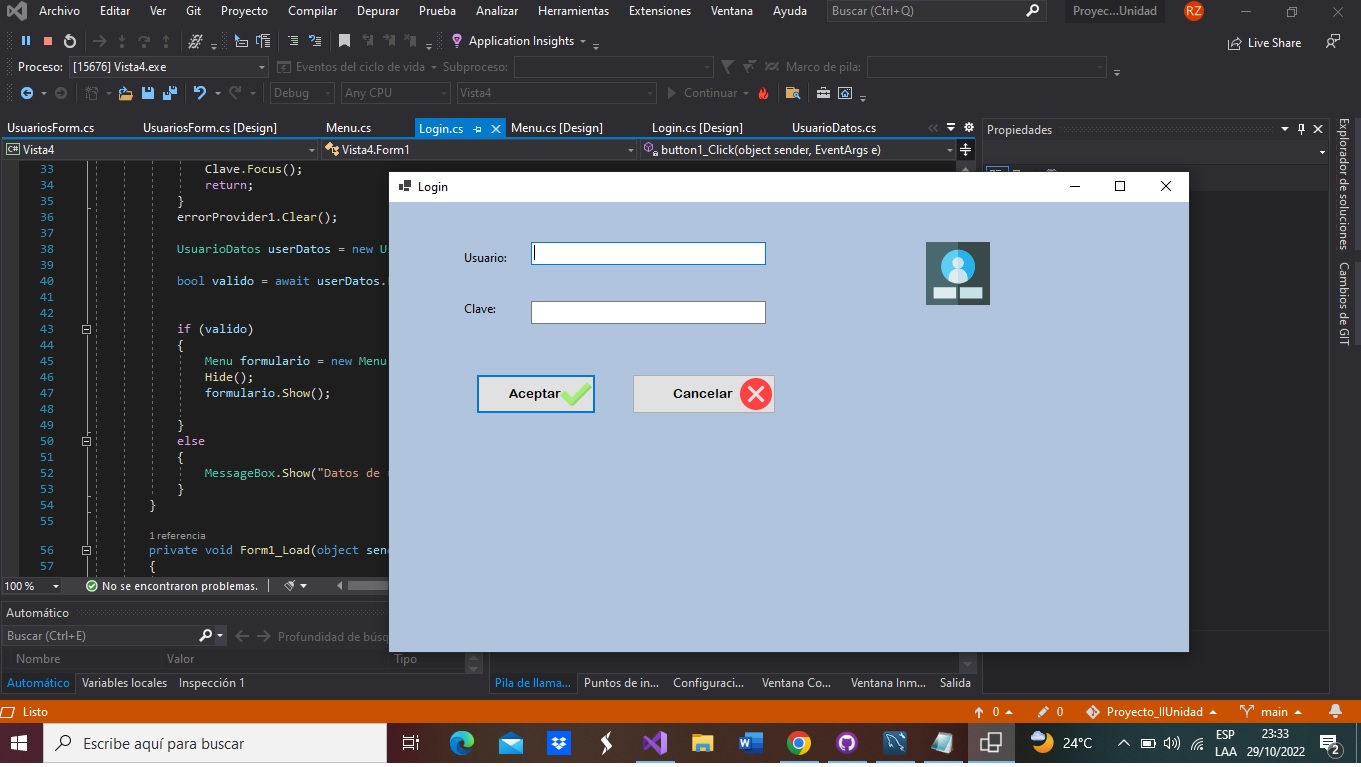 Archivo Editar Ver Git Proyecto Compilar Depurar Prueba Analizar Herramientas Extensiones Ventana Ayuda Buscar (Ctrl+Q) Proyec...Unidad RZ
Application Insights Live Share
Proceso: [15676] Vista4.exe Eventos del ciclo de vida Subproceso: Marco de pila:
Debug Any CPU Vista4 Continuar
UsuariosForm.cs UsuariosForm.cs [Design] Menu.cs Login.cs Menu.cs [Design] Login.cs [Design] UsuarioDatos.cs Propiedades
C# Vista4 Vista4.Form1 button1_Click(object sender, EventArgs e)
33 Clave.Focus();
34 return;
35 }
36 errorProvider1.Clear();
37
38 UsuarioDatos userDatos = new
39
40 bool valido = await userDatos.
41
42
43 if (valido)
44 {
45 Menu formulario = new Menu
46 Hide();
47 formulario.Show();
48
49 }
50 else
51 {
52 MessageBox.Show("Datos de
53 }
54 }
55
1 referencia
56 private void Form1_Load(object
57 {
Login
Usuario:
Clave:
Aceptar Cancelar
Explorador de soluciones
Cambios de GIT
100 % No se encontraron problemas.
Automático
Buscar (Ctrl+E) Profundidad de
Nombre Valor Tipo
Automático Variables locales Inspección 1 Pila de llama... Puntos de in... Configuraci... Ventana Co... Ventana Inm... Salida
Listo 0 0 Proyecto_IIUnidad main
Escribe aquí para buscar 24°C ESP 23:33
LAA 29/10/2022 2